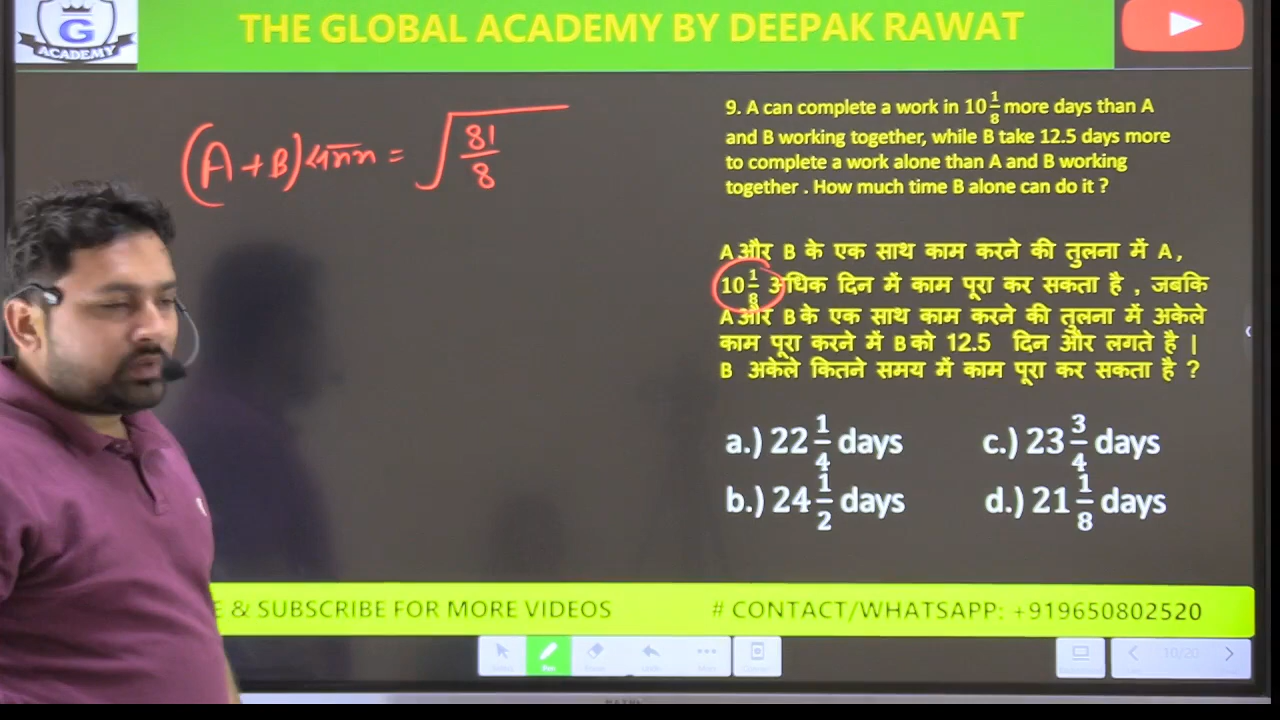 G
ACADEMY
THE GLOBAL ACADEMY BY DEEPAK RAWAT
(A+B) = √81/8
9. A can complete a work in 10 1/8 more days than A
and B working together, while B take 12.5 days more
to complete a work alone than A and B working
together . How much time B alone can do it ?
A और B के एक साथ काम करने की तुलना में A ,
10 1/8 अधिक दिन में काम पूरा कर सकता है , जबकि
A और B के एक साथ काम करने की तुलना में अकेले
काम पूरा करने में B को 12.5 दिन और लगते है |
B अकेले कितने समय में काम पूरा कर सकता है ?
a.) 22 1/4 days
c.) 23 3/4 days
b.) 24 1/2 days
d.) 21 1/8 days
E & SUBSCRIBE FOR MORE VIDEOS
# CONTACT/WHATSAPP: +919650802520
Pen
10/20